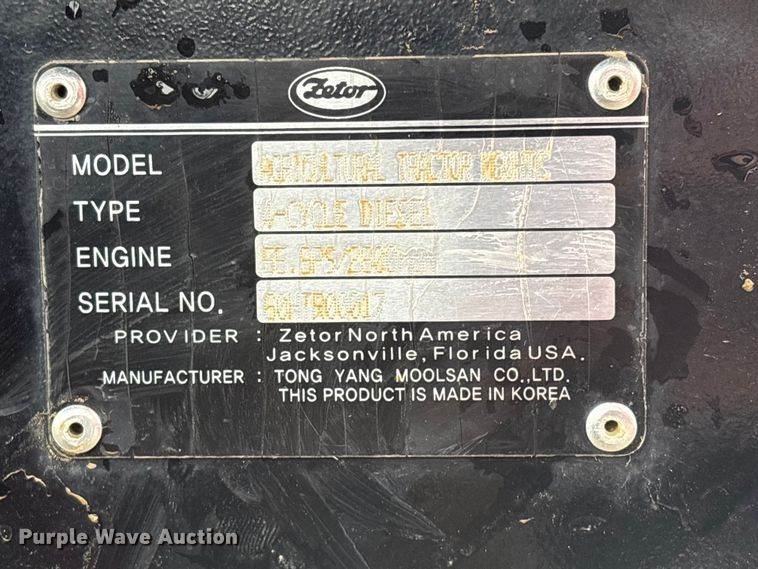 Zetor
MODEL AGRICULTURAL TRACTOR
TYPE 4-CYCLE DIESEL
ENGINE
SERIAL NO.
PROVIDER : Zetor North America
Jacksonville, Florida USA.
MANUFACTURER : TONG YANG MOOLSAN CO.,LTD.
THIS PRODUCT IS MADE IN KOREA
Purple Wave Auction